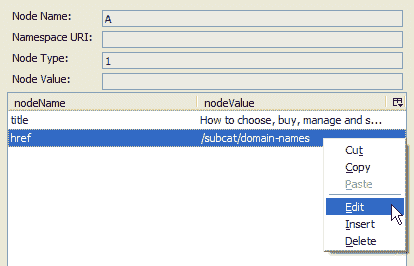 Node Name: A
Namespace URI:
Node Type: 1
Node Value:
nodeName nodeValue
title How to choose, buy, manage and s...
href /subcat/domain-names
Cut
Copy
Paste
Edit
Insert
Delete